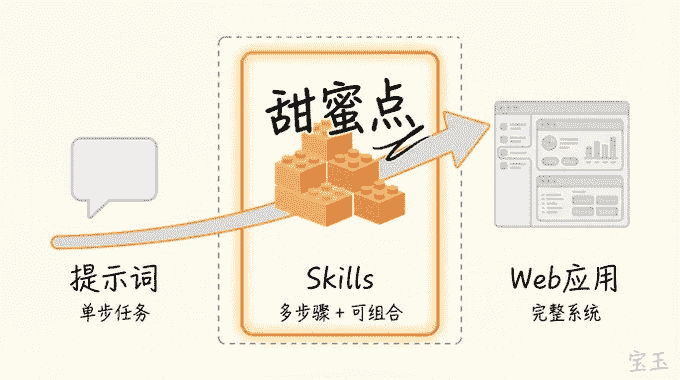 甜蜜点
提示词
单步任务
Skills
多步骤 + 可组合
Web应用
完整系统
宝玉